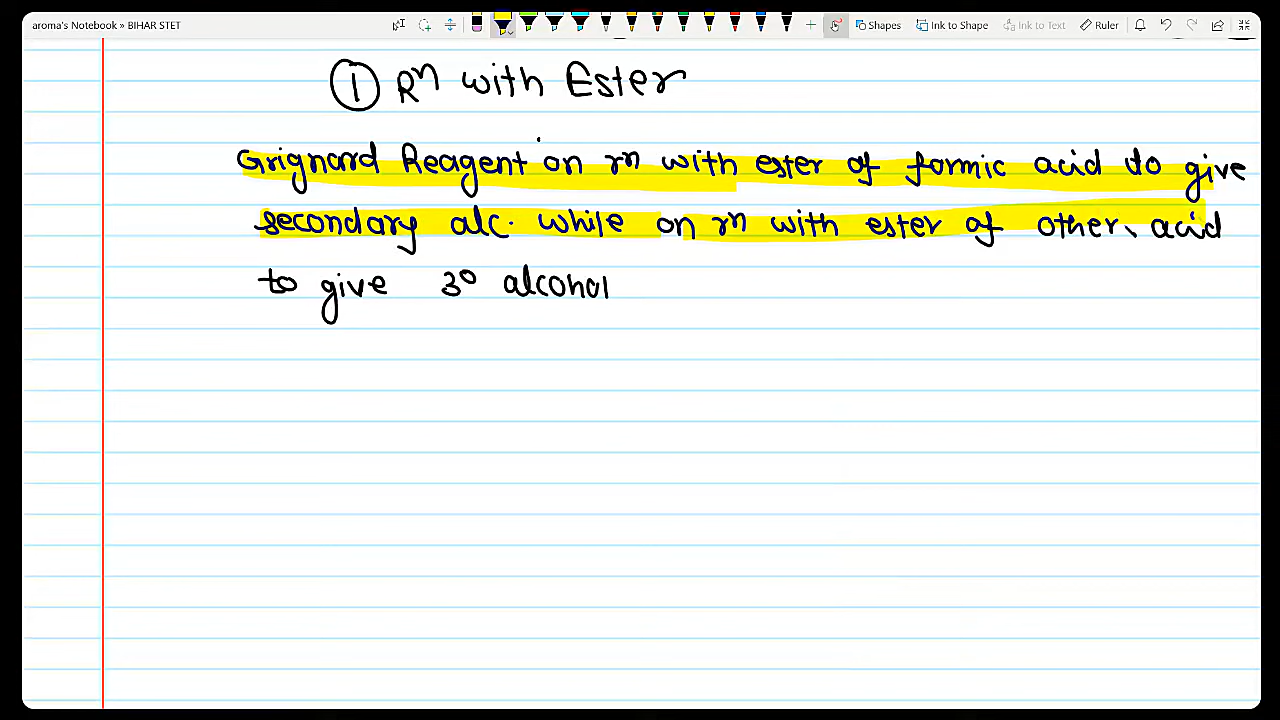 aroma's Notebook » BIHAR STET
Shapes
Ink to Shape
Ink to Text
Ruler
① Rⁿ with Ester
Grignard Reagent on rⁿ with ester of formic acid to give
secondary alc. while on rⁿ with ester of other acid
to give 3° alcohol